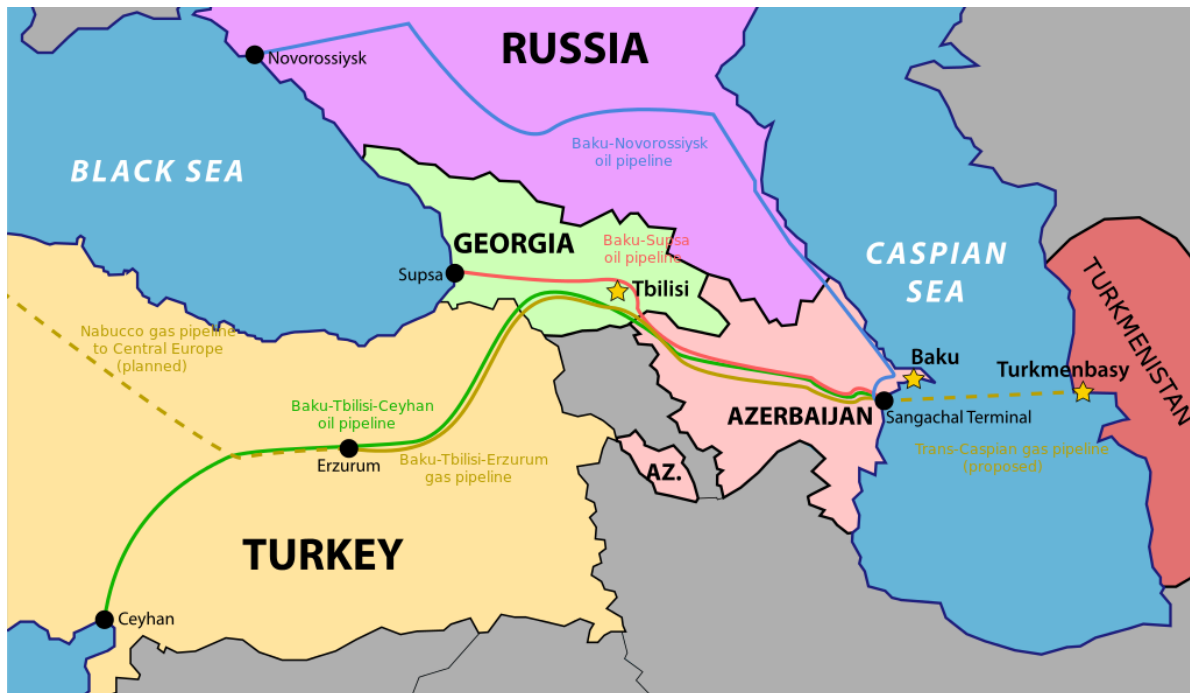 RUSSIA
Novorossiysk
Baku-Novorossiysk
oil pipeline
BLACK SEA
GEORGIA
Baku-Supsa
oil pipeline
CASPIAN
SEA
Supsa
Tbilisi
TURKMENISTAN
Nabucco gas pipeline
to Central Europe
(planned)
Baku
Turkmenbasy
Baku-Tbilisi-Ceyhan
oil pipeline
AZERBAIJAN
Sangachal Terminal
Erzurum
Baku-Tbilisi-Erzurum
gas pipeline
AZ.
Trans-Caspian gas pipeline
(proposed)
TURKEY
Ceyhan